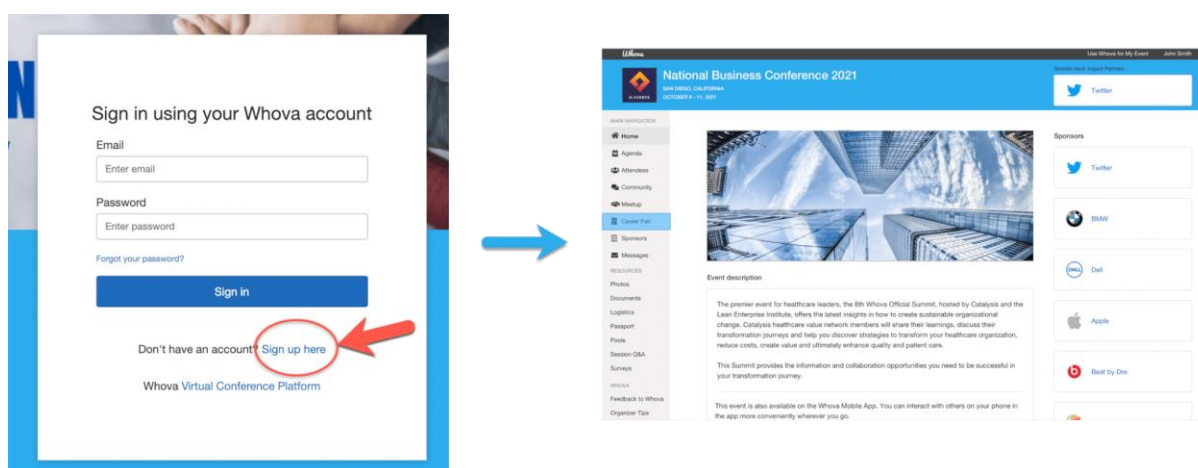 N
Sign in using your Whova account
Email
Enter email
Password
Enter password
Forgot your password?
Sign in
Don't have an account? Sign up here
Whova Virtual Conference Platform
Whova
Use Whova for My Event
John Smith
National Business Conference 2021
SAN DIEGO, CALIFORNIA
OCTOBER 8 - 11, 2021
Twitter
MAIN NAVIGATION
Home
Agenda
Attendees
Community
Meetup
Career Fair
Sponsors
Messages
RESOURCES
Photos
Documents
Logistics
Passport
Polls
Session Q&A
Surveys
WHOVA
Feedback to Whova
Organizer Tips
Event description
The premier event for healthcare leaders, the 8th Whova Official Summit, hosted by Catalysis and the
Lean Enterprise Institute, offers the latest insights in how to create sustainable organizational
change. Catalysis healthcare value network members will share their learnings, discuss their
transformation journeys and help you discover strategies to transform your healthcare organization,
reduce costs, create value and ultimately enhance quality and patient care.
This Summit provides the information and collaboration opportunities you need to be successful in
your transformation journey.
This event is also available on the Whova Mobile App. You can interact with others on your phone in
the app more conveniently wherever you go.
Sponsors
Twitter
BMW
DELL
Dell
Apple
Beat by Dre